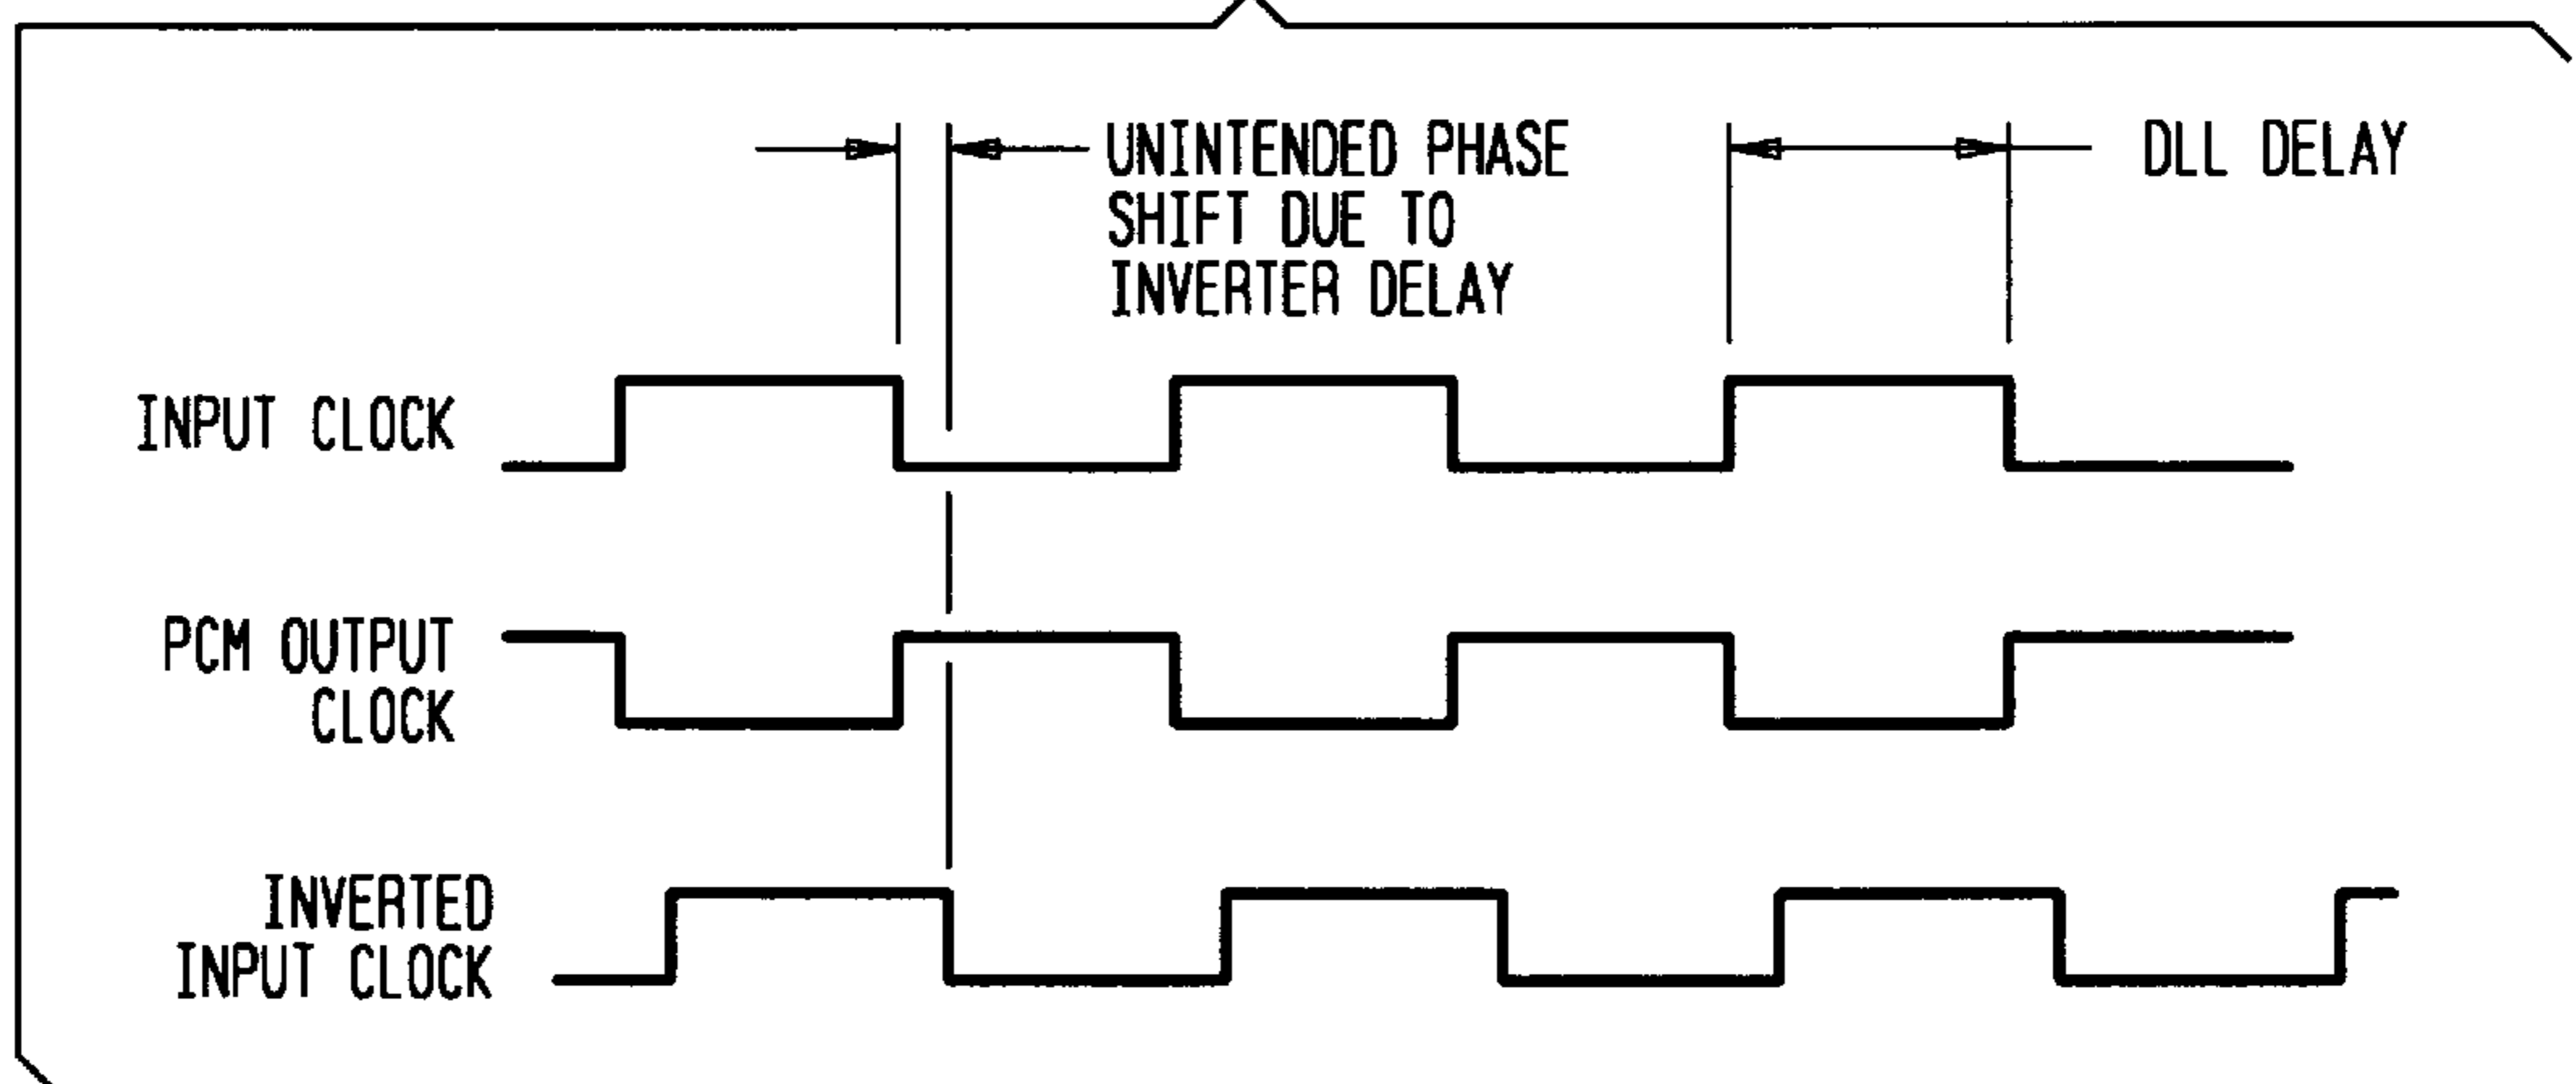 UNINTENDED PHASE
SHIFT DUE TO
INVERTER DELAY
DLL DELAY
INPUT CLOCK
PCM OUTPUT
CLOCK
INVERTED
INPUT CLOCK